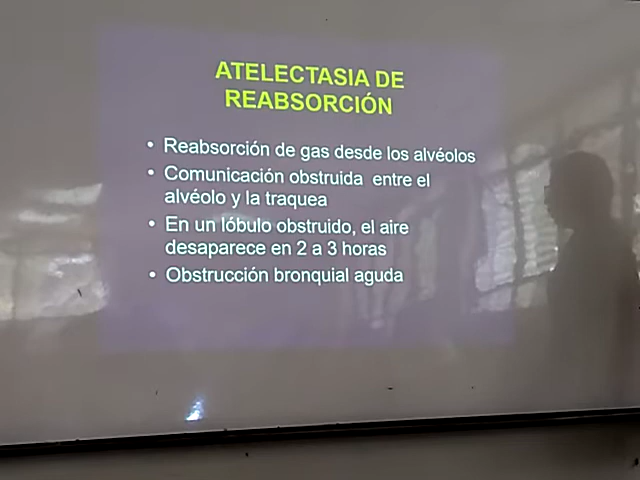 ATELECTASIA DE
REABSORCIÓN
• Reabsorción de gas desde los alvéolos
• Comunicación obstruida entre el
alvéolo y la traquea
• En un lóbulo obstruido, el aire
desaparece en 2 a 3 horas
• Obstrucción bronquial aguda